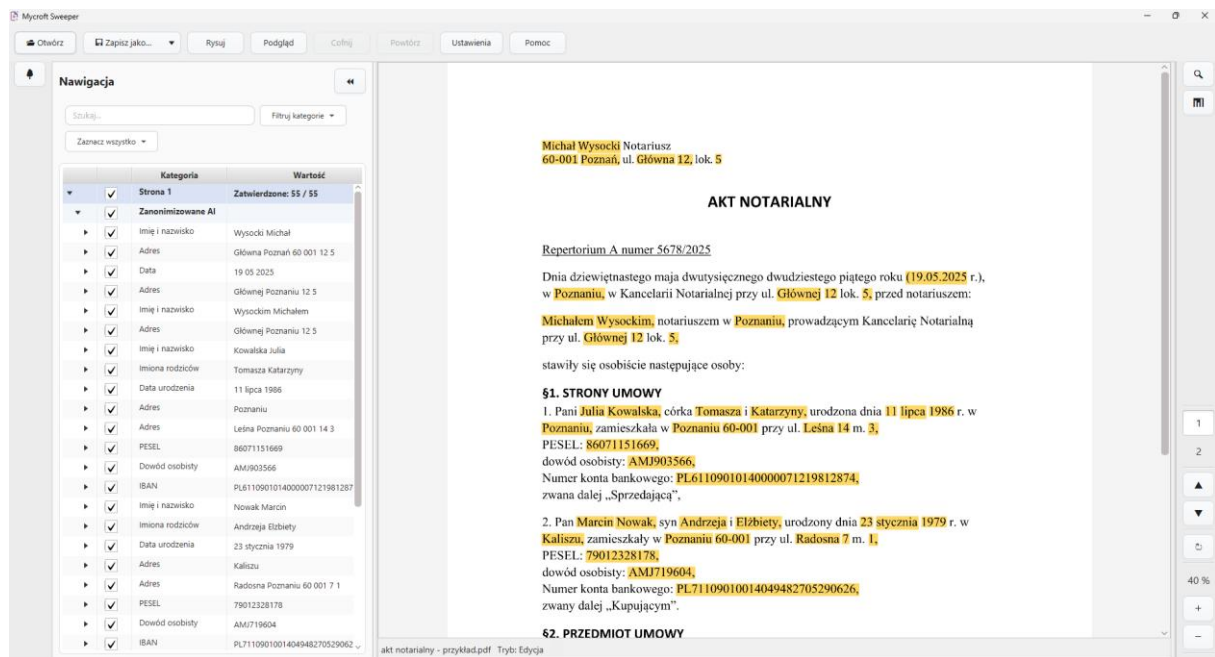 Mycroft Sweeper
Otwórz
Zapisz jako...
Rysuj
Podgląd
Cofnij
Powtórz
Ustawienia
Pomoc
Nawigacja
Szukaj...
Filtruj kategorie
Zaznacz wszystko
Kategoria Wartość
Strona 1 Zatwierdzone: 55 / 55
Zanonimizowane AI
Imię i nazwisko Wysocki Michał
Adres Główna Poznań 60 001 12 5
Data 19 05 2025
Adres Głównej Poznaniu 12 5
Imię i nazwisko Wysockim Michałem
Adres Głównej Poznaniu 12 5
Imię i nazwisko Kowalska Julia
Imiona rodziców Tomasza Katarzyny
Data urodzenia 11 lipca 1986
Adres Poznaniu
Adres Leśna Poznaniu 60 001 14 3
PESEL 86071151669
Dowód osobisty AMJ903566
IBAN PL6110901014000007121981287
Imię i nazwisko Nowak Marcin
Imiona rodziców Andrzeja Elżbiety
Data urodzenia 23 stycznia 1979
Adres Kaliszu
Adres Radosna Poznaniu 60 001 7 1
PESEL 79012328178
Dowód osobisty AMJ719604
IBAN PL7110901001404948270529062
Michał Wysocki Notariusz
60-001 Poznań, ul. Główna 12, lok. 5
AKT NOTARIALNY
Repertorium A numer 5678/2025
Dnia dziewiętnastego maja dwutysięcznego dwudziestego piątego roku (19.05.2025 r.),
w Poznaniu, w Kancelarii Notarialnej przy ul. Głównej 12 lok. 5, przed notariuszem:
Michałem Wysockim, notariuszem w Poznaniu, prowadzącym Kancelarię Notarialną
przy ul. Głównej 12 lok. 5,
stawiły się osobiście następujące osoby:
§1. STRONY UMOWY
1. Pani Julia Kowalska, córka Tomasza i Katarzyny, urodzona dnia 11 lipca 1986 r. w
Poznaniu, zamieszkała w Poznaniu 60-001 przy ul. Leśna 14 m. 3,
PESEL: 86071151669,
dowód osobisty: AMJ903566,
Numer konta bankowego: PL61109010140000071219812874,
zwana dalej „Sprzedającą”,
2. Pan Marcin Nowak, syn Andrzeja i Elżbiety, urodzony dnia 23 stycznia 1979 r. w
Kaliszu, zamieszkały w Poznaniu 60-001 przy ul. Radosna 7 m. 1,
PESEL: 79012328178,
dowód osobisty: AMJ719604,
Numer konta bankowego: PL71109010014049482705290626,
zwany dalej „Kupującym”.
§2. PRZEDMIOT UMOWY
akt notarialny - przykład.pdf Tryb: Edycja
1
2
40 %